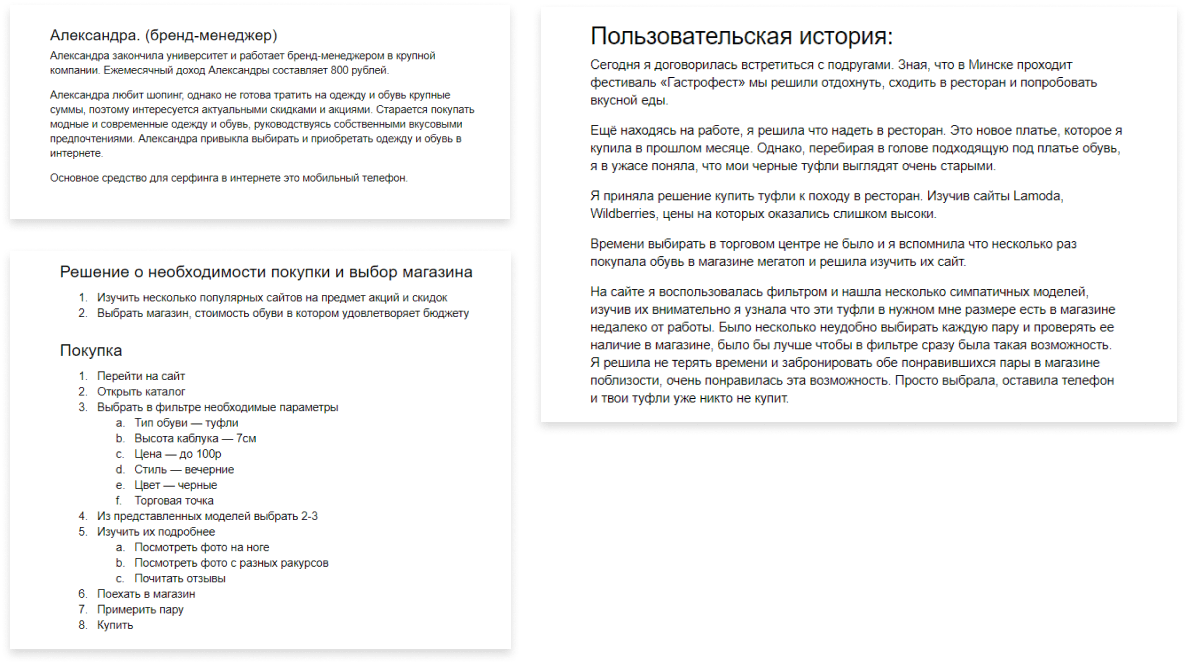 Александра. (бренд-менеджер)
Александра закончила университет и работает бренд-менеджером в крупной
компании. Ежемесячный доход Александры составляет 800 рублей.
Александра любит шопинг, однако не готова тратить на одежду и обувь крупные
суммы, поэтому интересуется актуальными скидками и акциями. Старается покупать
модные и современные одежду и обувь, руководствуясь собственными вкусовыми
предпочтениями. Александра привыкла выбирать и приобретать одежду и обувь в
интернете.
Основное средство для серфинга в интернете это мобильный телефон.
Решение о необходимости покупки и выбор магазина
1. Изучить несколько популярных сайтов на предмет акций и скидок
2. Выбрать магазин, стоимость обуви в котором удовлетворяет бюджету
Покупка
1. Перейти на сайт
2. Открыть каталог
3. Выбрать в фильтре необходимые параметры
a. Тип обуви — туфли
b. Высота каблука — 7см
c. Цена — до 100р
d. Стиль — вечерние
e. Цвет — черные
f. Торговая точка
4. Из представленных моделей выбрать 2-3
5. Изучить их подробнее
a. Посмотреть фото на ноге
b. Посмотреть фото с разных ракурсов
c. Почитать отзывы
6. Поехать в магазин
7. Примерить пару
8. Купить
Пользовательская история:
Сегодня я договорилась встретиться с подругами. Зная, что в Минске проходит
фестиваль «Гастрофест» мы решили отдохнуть, сходить в ресторан и попробовать
вкусной еды.
Ещё находясь на работе, я решила что надеть в ресторан. Это новое платье, которое я
купила в прошлом месяце. Однако, перебирая в голове подходящую под платье обувь,
я в ужасе поняла, что мои черные туфли выглядят очень старыми.
Я приняла решение купить туфли к походу в ресторан. Изучив сайты Lamoda,
Wildberries, цены на которых оказались слишком высоки.
Времени выбирать в торговом центре не было и я вспомнила что несколько раз
покупала обувь в магазине мегатоп и решила изучить их сайт.
На сайте я воспользовалась фильтром и нашла несколько симпатичных моделей,
изучив их внимательно я узнала что эти туфли в нужном мне размере есть в магазине
недалеко от работы. Было несколько неудобно выбирать каждую пару и проверять ее
наличие в магазине, было бы лучше чтобы в фильтре сразу была такая возможность.
Я решила не терять времени и забронировать обе понравившихся пары в магазине
поблизости, очень понравилась эта возможность. Просто выбрала, оставила телефон
и твои туфли уже никто не купит.